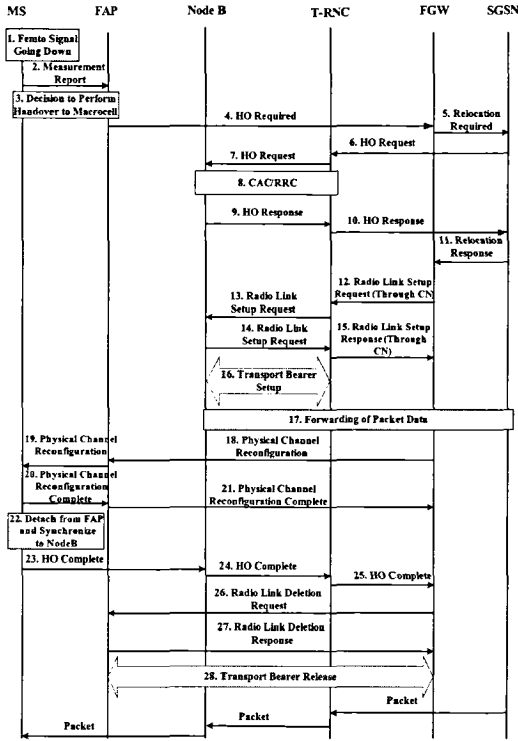 MS FAP Node B T-RNC FGW SGSN
1. Femto Signal
Going Down
2. Measurement
Report
3. Decision to Perform
Handover to Macrocell
4. HO Required
5. Relocation
Required
6. HO Request
7. HO Request
8. CAC/RRC
9. HO Response
10. HO Response
11. Relocation
Response
12. Radio Link Setup
Request (Through CN)
13. Radio Link
Setup Request
14. Radio Link
Setup Request
15. Radio Link Setup
Response (Through
CN)
16. Transport Bearer
Setup
17. Forwarding of Packet Data
18. Physical Channel
Reconfiguration
19. Physical Channel
Reconfiguration
20. Physical Channel
Reconfiguration
Complete
21. Physical Channel
Reconfiguration Complete
22. Detach from FAP
and Synchronize
to NodeB
23. HO Complete
24. HO Complete
25. HO Complete
26. Radio Link Deletion
Request
27. Radio Link Deletion
Response
28. Transport Bearer Release
Packet
Packet
Packet